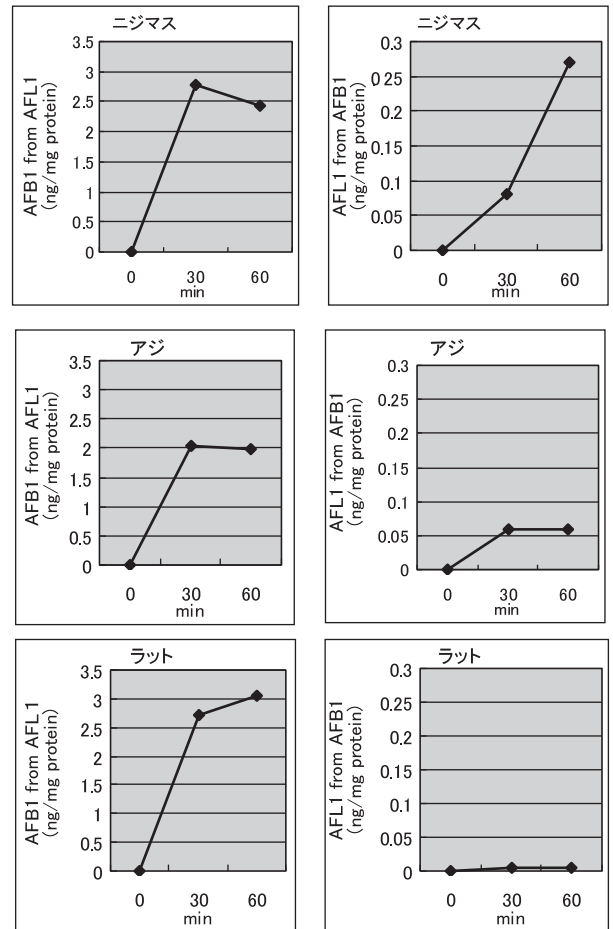 ニジマス
AFB1 from AFL1
(ng/mg protein)
3.5
3
2.5
2
1.5
1
0.5
0
0 30 60
min
ニジマス
AFL1 from AFB1
(ng/mg protein)
0.3
0.25
0.2
0.15
0.1
0.05
0
0 30 60
min
アジ
AFB1 from AFL1
(ng/mg protein)
3.5
3
2.5
2
1.5
1
0.5
0
0 30 60
min
アジ
AFL1 from AFB1
(ng/mg protein)
0.3
0.25
0.2
0.15
0.1
0.05
0
0 30 60
min
ラット
AFB1 from AFL1
(ng/mg protein)
3.5
3
2.5
2
1.5
1
0.5
0
0 30 60
min
ラット
AFL1 from AFB1
(ng/mg protein)
0.3
0.25
0.2
0.15
0.1
0.05
0
0 30 60
min